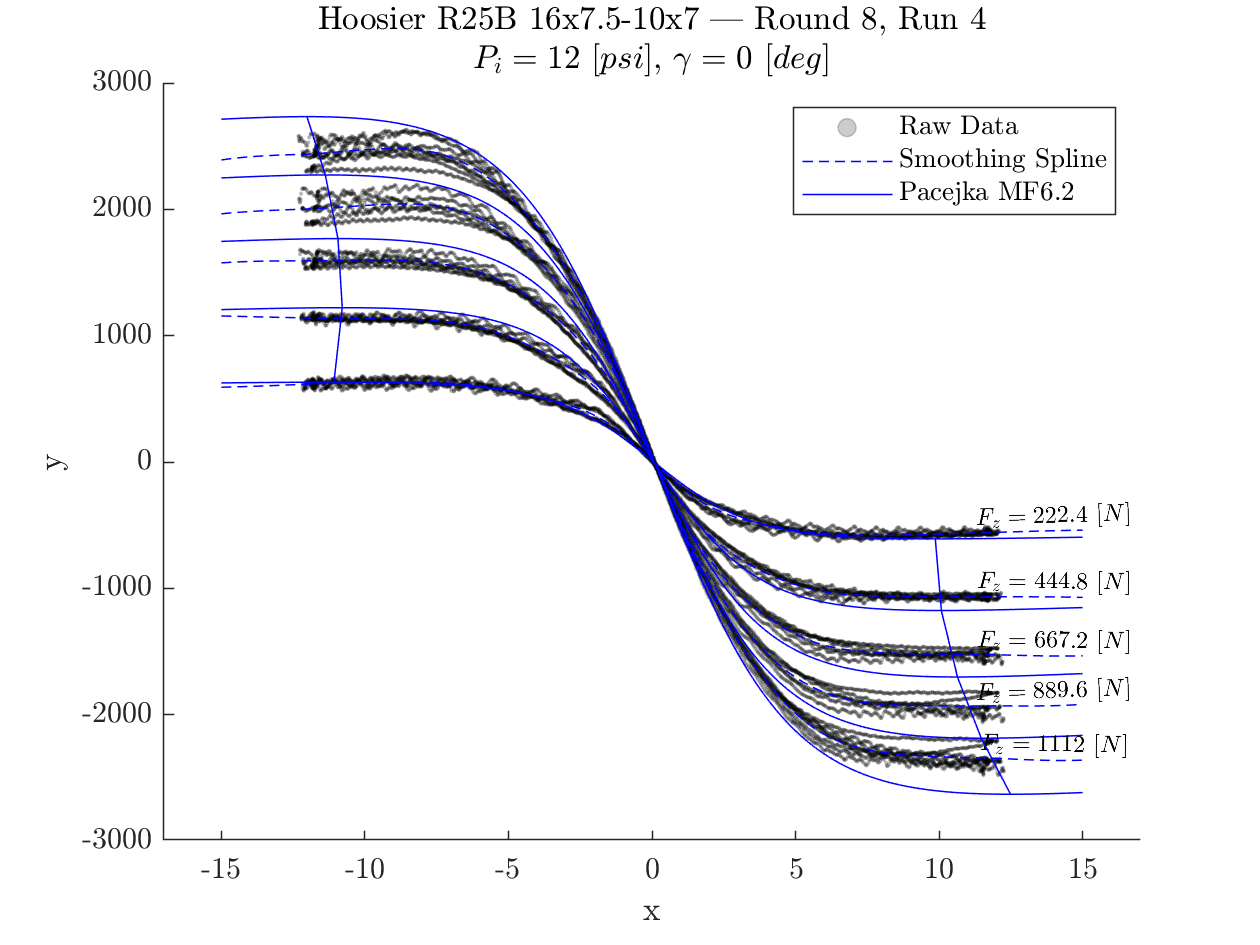 Hoosier R25B 16x7.5-10x7 — Round 8, Run 4
P_i = 12 [psi], γ = 0 [deg]
3000
2000
1000
0
-1000
-2000
-3000
y
Raw Data
Smoothing Spline
Pacejka MF6.2
F_z = 222.4 [N]
F_z = 444.8 [N]
F_z = 667.2 [N]
F_z = 889.6 [N]
F_z = 1112 [N]
-15 -10 -5 0 5 10 15
x